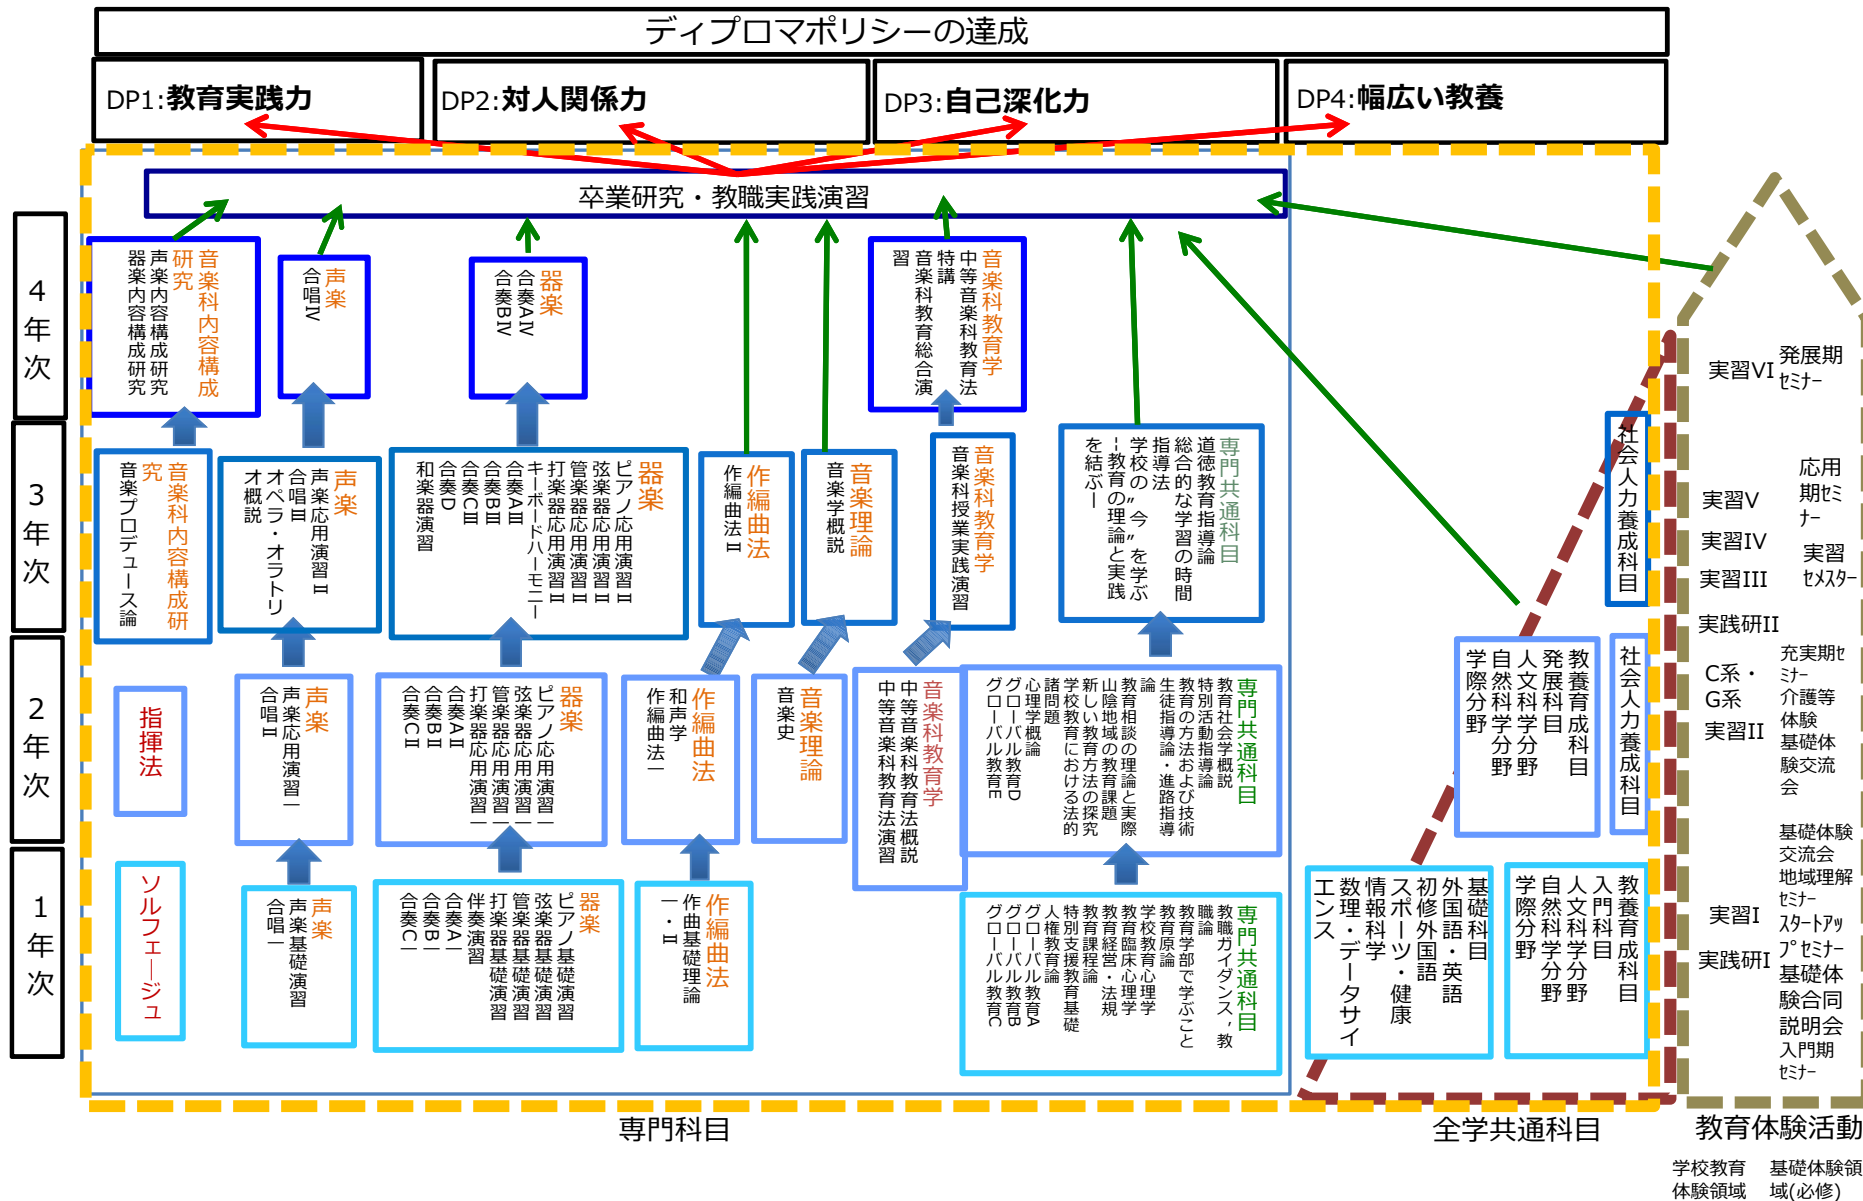 ディプロマポリシーの達成
DP1:教育実践力
DP2:対人関係力
DP3:自己深化力
DP4:幅広い教養
卒業研究・教職実践演習
4
年
次
音楽科内容構成
研究
声楽内容構成研究
器楽内容構成研究
声楽
合唱Ⅳ
器楽
合奏AⅣ
合奏BⅣ
音楽科教育学
中等音楽科教育法
特講
音楽科教育総合演
習
3
年
次
音楽科内容構成研
究
音楽プロデュース論
声楽
声楽応用演習Ⅱ
合唱Ⅲ
オペラ・オラトリ
オ概説
器楽
ピアノ応用演習Ⅱ
弦楽器応用演習Ⅱ
管楽器応用演習Ⅱ
打楽器応用演習Ⅱ
キーボードハーモニー
合奏AⅢ
合奏BⅢ
合奏CⅢ
合奏D
和楽器演習
作編曲法
作編曲法Ⅱ
音楽理論
音楽学概説
音楽科教育学
音楽科授業実践演習
専門共通科目
道徳教育指導論
総合的な学習の時間
指導法
学校の〝今〟を学ぶ
ー教育の理論と実践
を結ぶー
社会人力養成科目
2
年
次
指揮法
声楽
声楽応用演習Ⅰ
合唱Ⅱ
器楽
ピアノ応用演習Ⅰ
弦楽器応用演習Ⅰ
管楽器応用演習Ⅰ
打楽器応用演習Ⅰ
合奏AⅡ
合奏BⅡ
合奏CⅡ
作編曲法
和声学
作編曲法Ⅰ
音楽理論
音楽史
音楽科教育学
中等音楽科教育法概説
中等音楽科教育法演習
専門共通科目
教育社会学概説
特別活動指導論
教育の方法および技術
生徒指導論・進路指導
論
教育相談の理論と実際
山陰地域の教育課題
新しい教育方法の探究
学校教育における法的
諸問題
心理学概論
グローバル教育D
グローバル教育E
教養育成科目
発展科目
人文科学分野
自然科学分野
学際分野
社会人力養成科目
1
年
次
ソルフェージュ
声楽
声楽基礎演習
合唱Ⅰ
器楽
ピアノ基礎演習
弦楽器基礎演習
管楽器基礎演習
打楽器基礎演習
伴奏演習
合奏AⅠ
合奏BⅠ
合奏CⅠ
作編曲法
作曲基礎理論
Ⅰ・Ⅱ
専門共通科目
教職ガイダンス,教
職論
教育学部で学ぶこと
教育原論
学校教育心理学
教育臨床心理学
教育経営・法規
教育課程論
特別支援教育基礎
人権教育論
グローバル教育A
グローバル教育B
グローバル教育C
基礎科目
外国語・英語
初修外国語
スポーツ・健康
情報科学
数理・データサイ
エンス
教養育成科目
入門科目
人文科学分野
自然科学分野
学際分野
実習VI
発展期
ｾﾐﾅｰ
実習V
応用
期ｾﾐ
ﾅｰ
実習IV
実習III
実習
ｾﾒｽﾀｰ
実践研II
C系・
G系
実習II
充実期ｾ
ﾐﾅｰ
介護等
体験
基礎体
験交流
会
実習I
実践研I
基礎体験
交流会
地域理解
ｾﾐﾅｰ
ｽﾀｰﾄｱｯ
ﾌﾟｾﾐﾅｰ
基礎体
験合同
説明会
入門期
ｾﾐﾅｰ
専門科目
全学共通科目
教育体験活動
学校教育
体験領域
基礎体験領
域(必修)